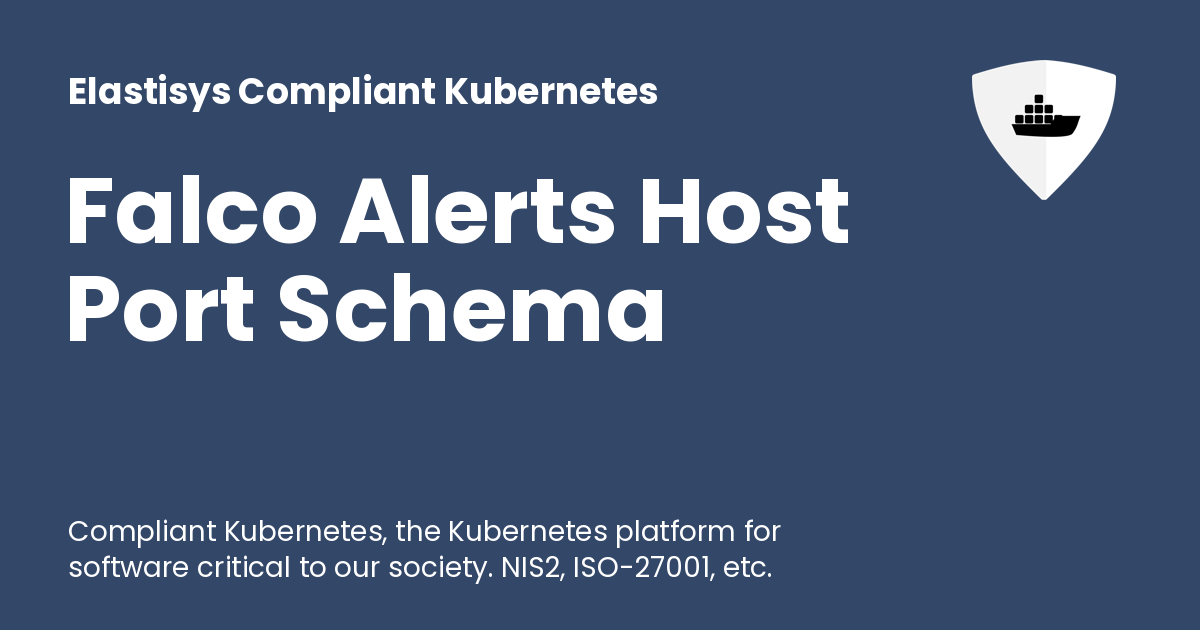 Elastisys Compliant Kubernetes
Falco Alerts Host
Port Schema
Compliant Kubernetes, the Kubernetes platform for
software critical to our society. NIS2, ISO-27001, etc.